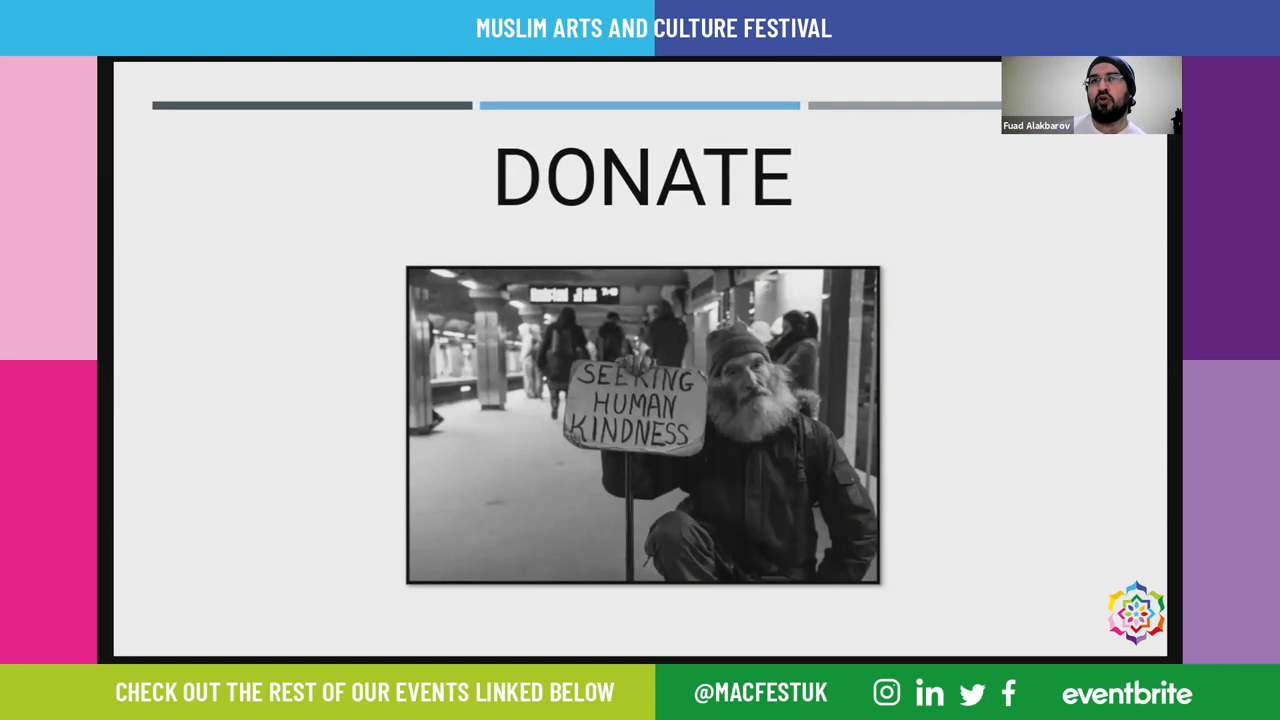 MUSLIM ARTS AND CULTURE FESTIVAL
Fuad Alakbarov
DONATE
SEEKING
HUMAN
KINDNESS
CHECK OUT THE REST OF OUR EVENTS LINKED BELOW
@MACFESTUK
eventbrite